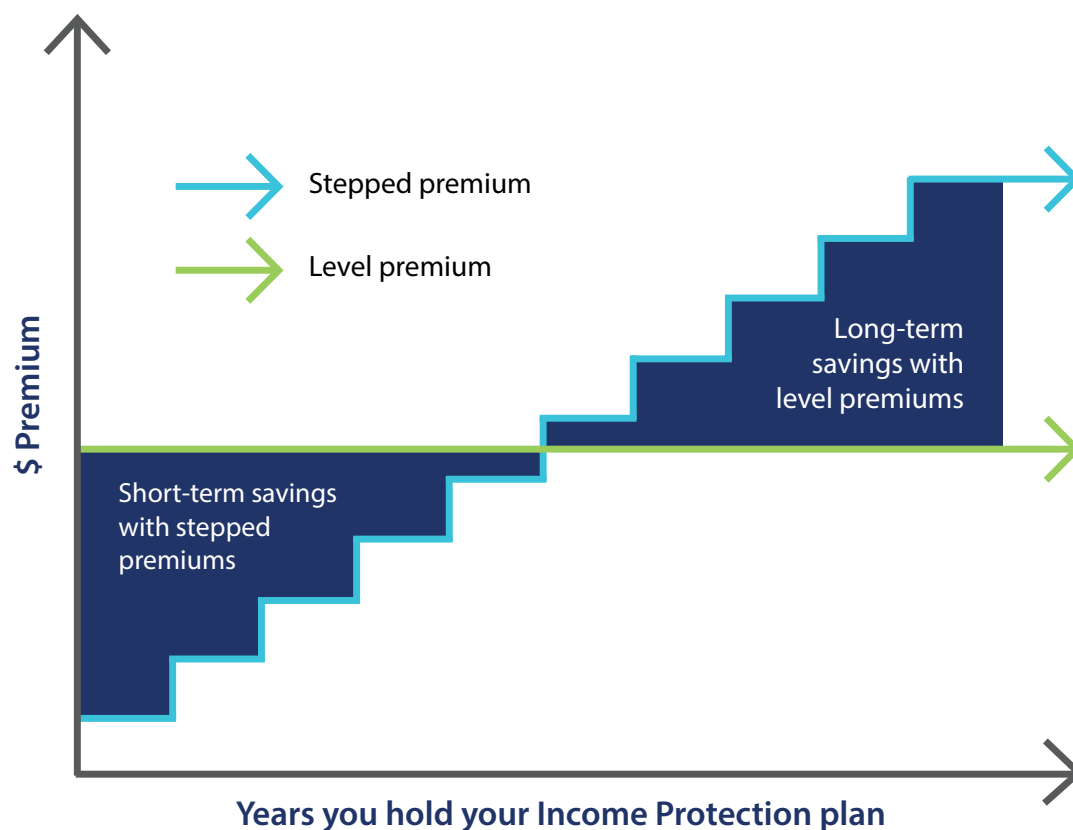 Stepped premium
Level premium
$ Premium
Long-term
savings with
level premiums
Short-term savings
with stepped
premiums
Years you hold your Income Protection plan